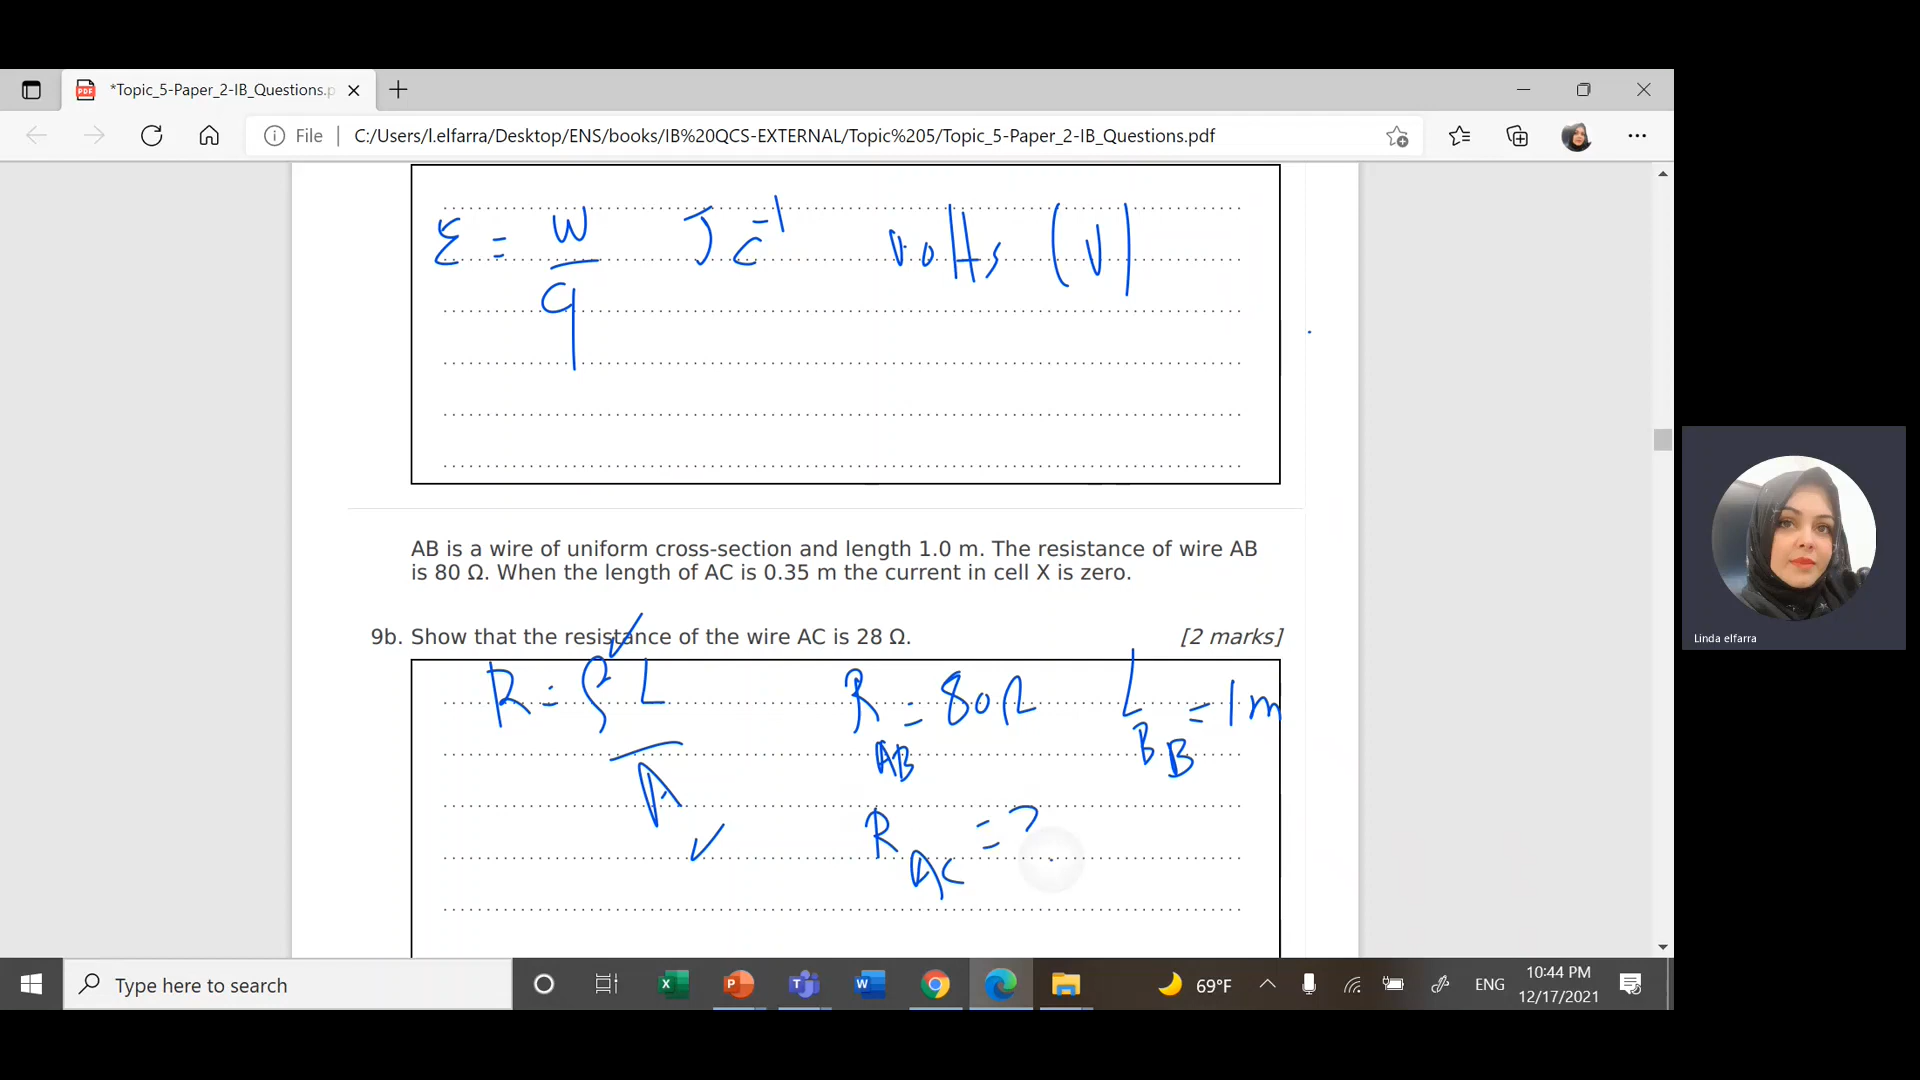 *Topic_5-Paper_2-IB_Questions.p
File
C:/Users/l.elfarra/Desktop/ENS/books/IB%20QCS-EXTERNAL/Topic%205/Topic_5-Paper_2-IB_Questions.pdf
ε = W/q J C⁻¹ volts (V)
AB is a wire of uniform cross-section and length 1.0 m. The resistance of wire AB
is 80 Ω. When the length of AC is 0.35 m the current in cell X is zero.
9b. Show that the resistance of the wire AC is 28 Ω. [2 marks]
R = ρL/A R_AB = 80Ω L_BB = 1m
R_AC = ?
Linda elfarra
Type here to search
69°F
ENG
10:44 PM
12/17/2021